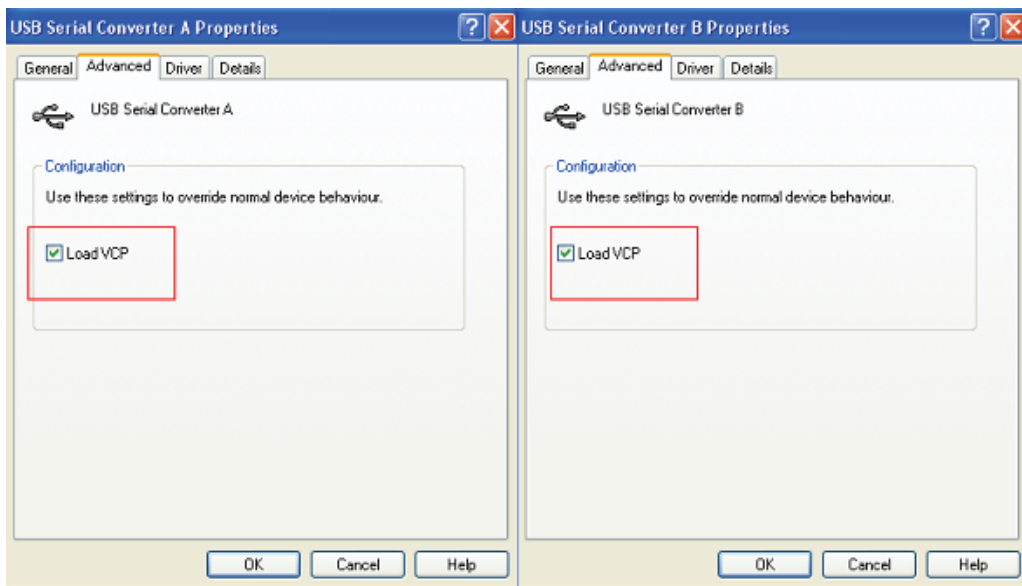 USB Serial Converter A Properties
General Advanced Driver Details
USB Serial Converter A
Configuration
Use these settings to override normal device behaviour.
Load VCP
OK Cancel Help
USB Serial Converter B Properties
General Advanced Driver Details
USB Serial Converter B
Configuration
Use these settings to override normal device behaviour.
Load VCP
OK Cancel Help